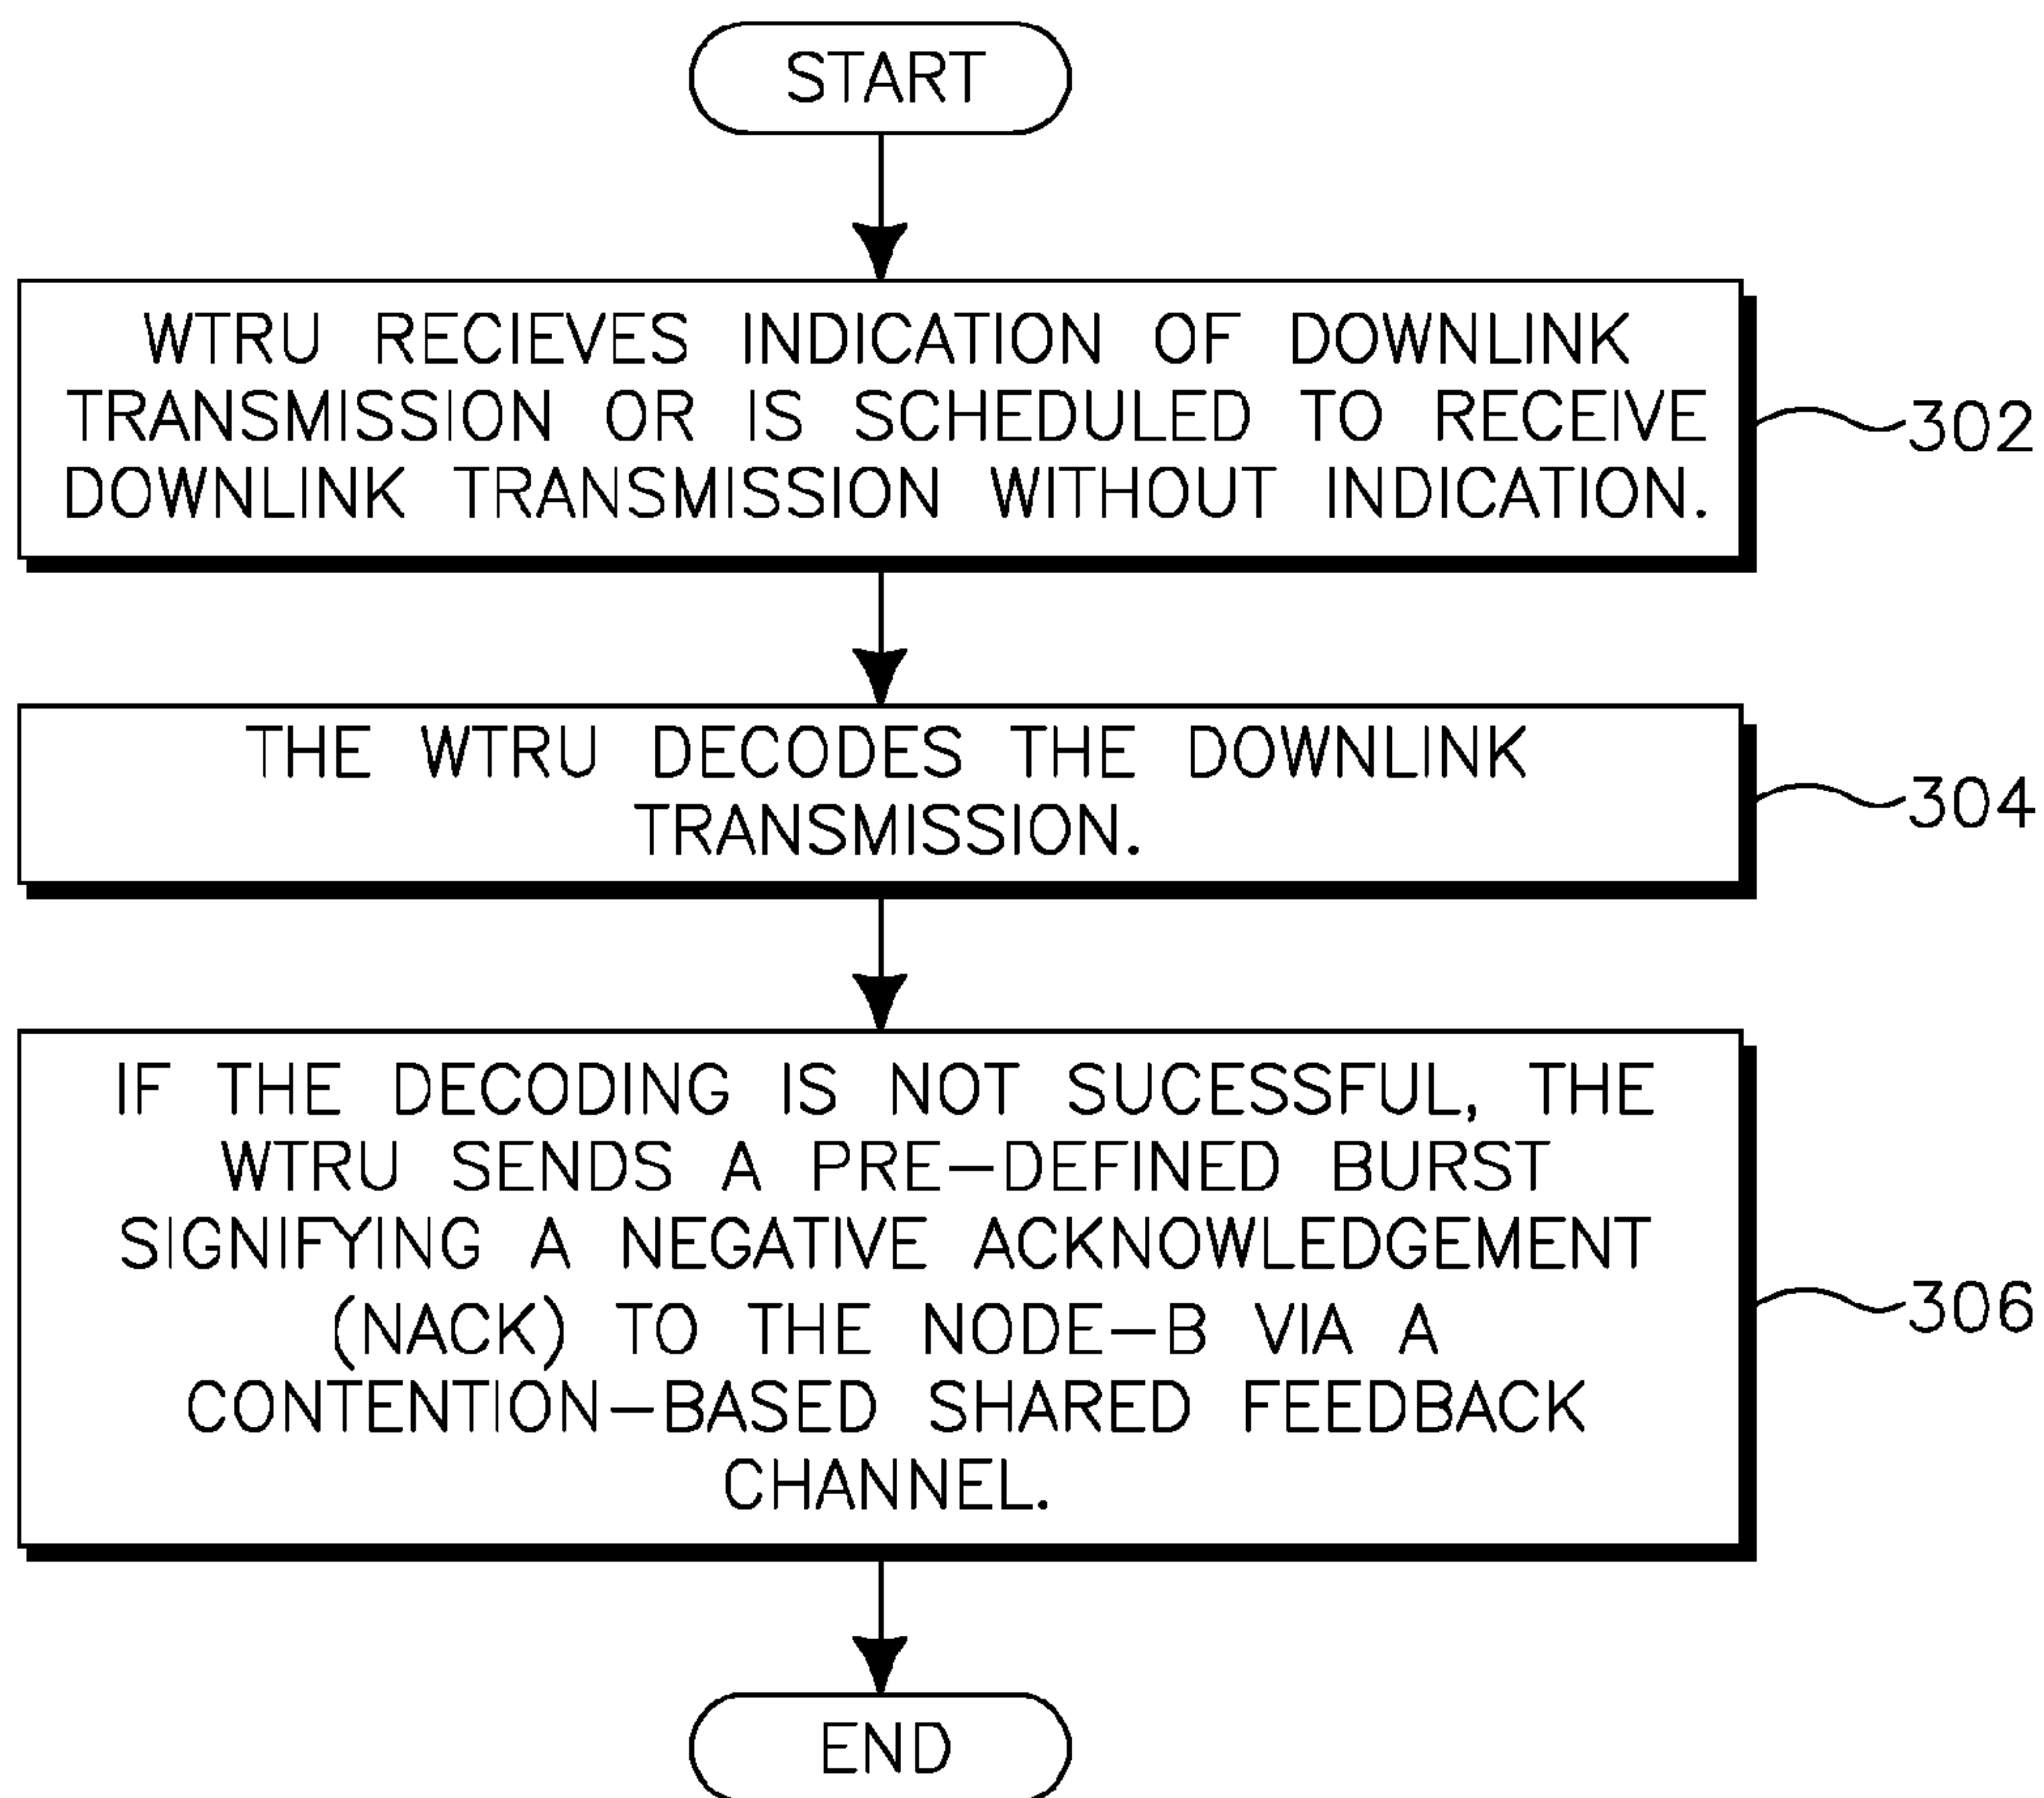 START
WTRU RECIEVES INDICATION OF DOWNLINK
TRANSMISSION OR IS SCHEDULED TO RECEIVE
DOWNLINK TRANSMISSION WITHOUT INDICATION.
302
THE WTRU DECODES THE DOWNLINK
TRANSMISSION.
304
IF THE DECODING IS NOT SUCESSFUL, THE
WTRU SENDS A PRE–DEFINED BURST
SIGNIFYING A NEGATIVE ACKNOWLEDGEMENT
(NACK) TO THE NODE–B VIA A
CONTENTION–BASED SHARED FEEDBACK
CHANNEL.
306
END